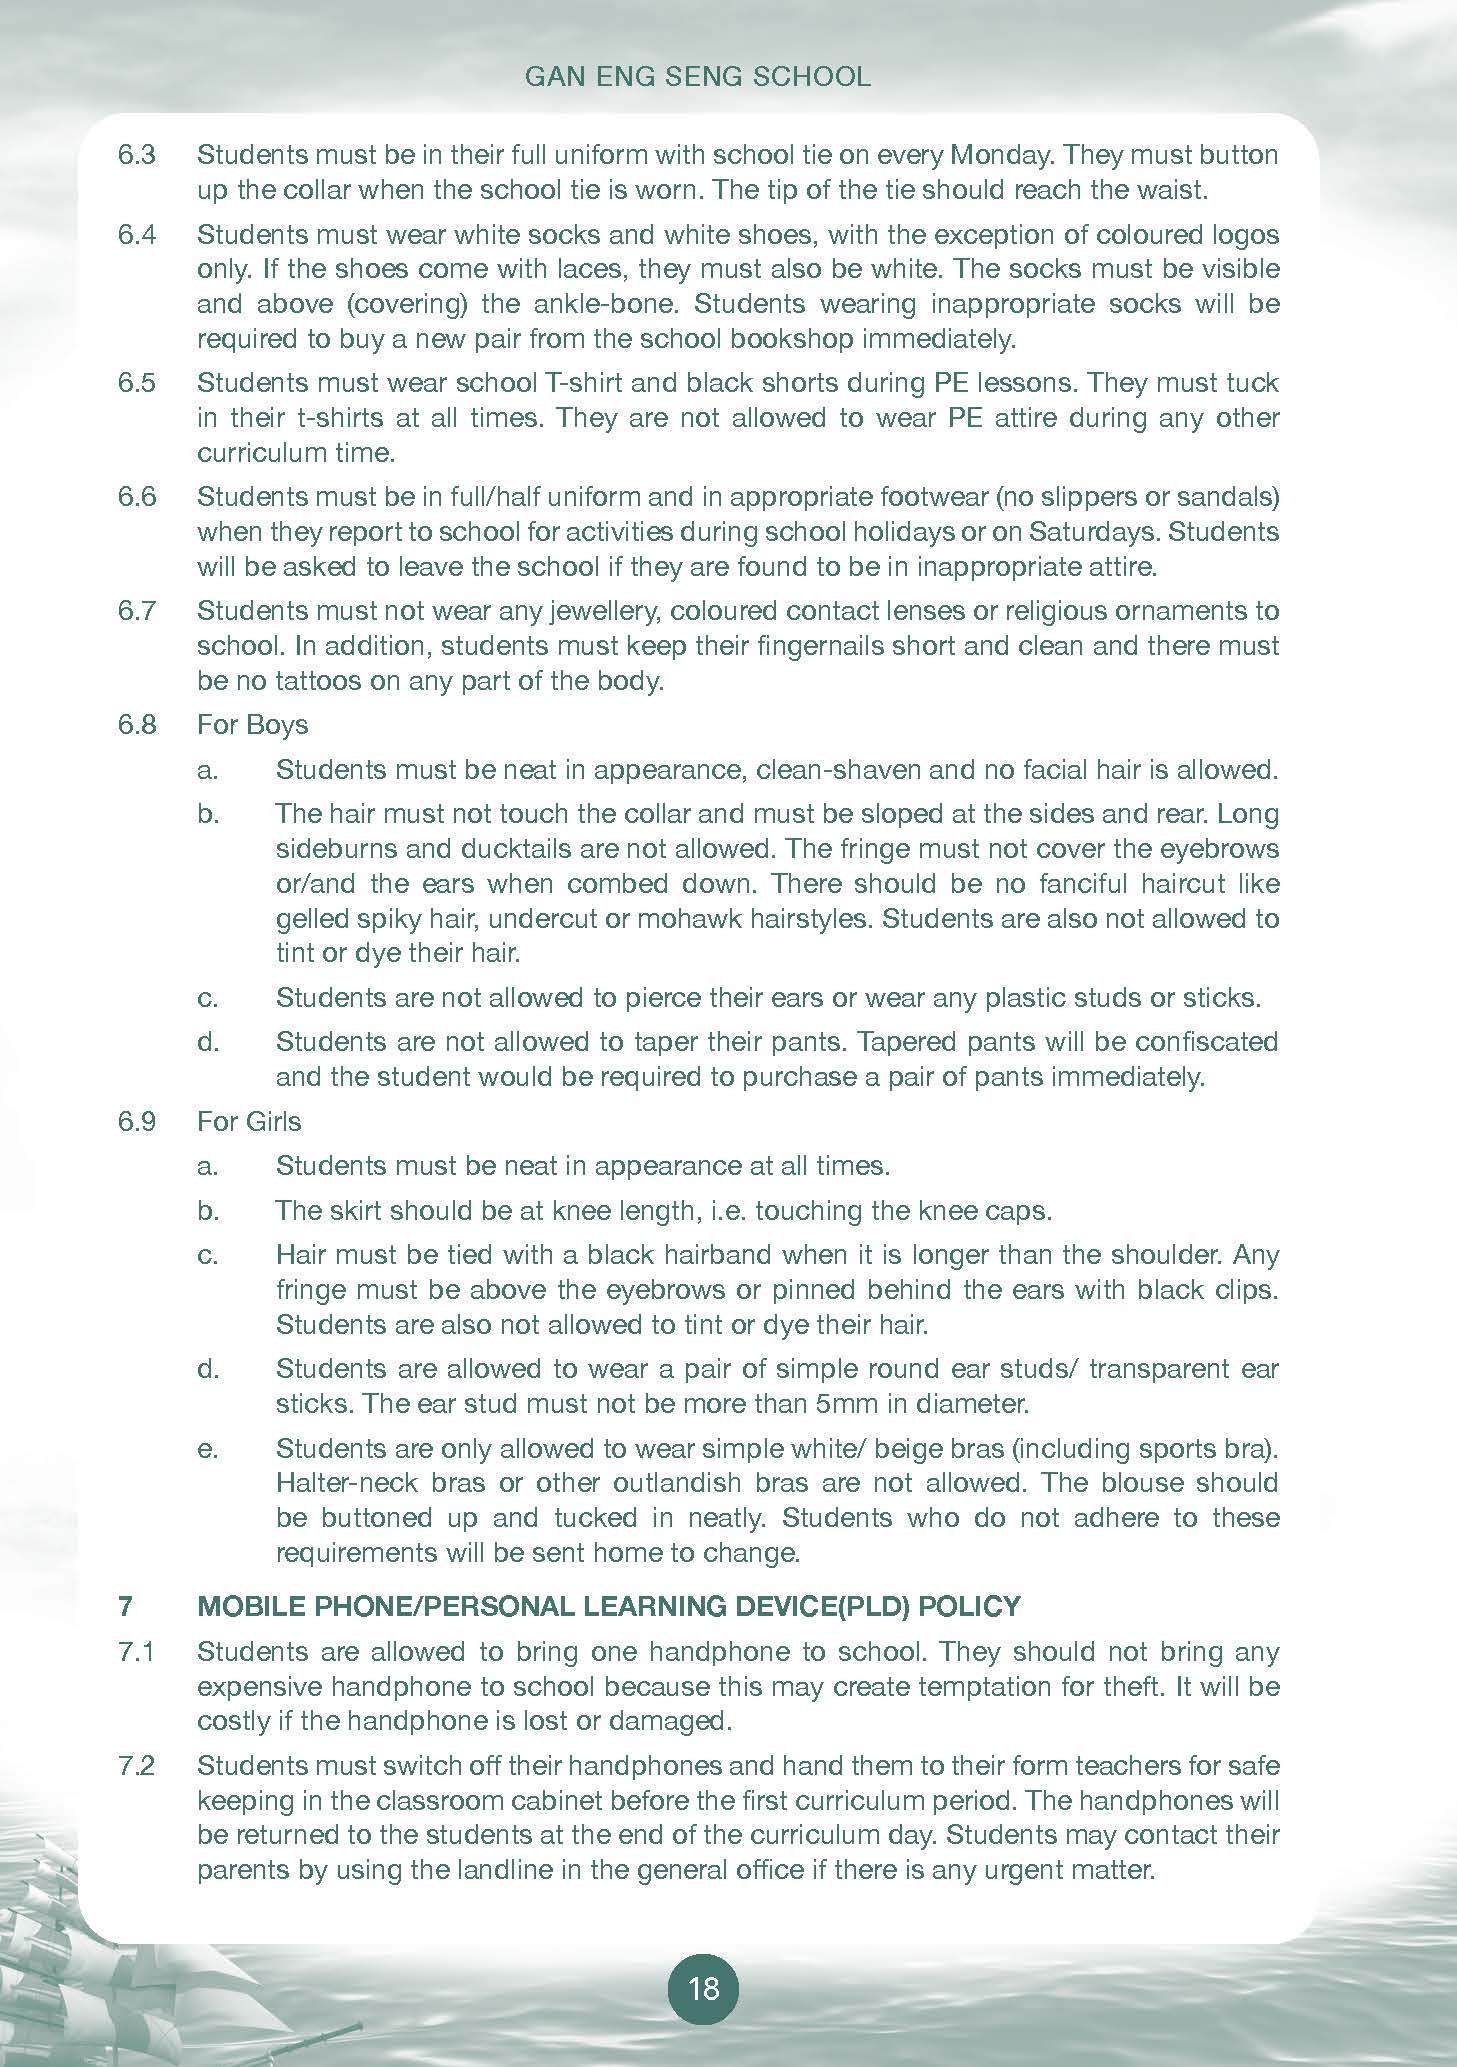 GAN ENG SENG SCHOOL
6.3 Students must be in their full uniform with school tie on every Monday. They must button
up the collar when the school tie is worn. The tip of the tie should reach the waist.
6.4 Students must wear white socks and white shoes, with the exception of coloured logos
only. If the shoes come with laces, they must also be white. The socks must be visible
and above (covering) the ankle-bone. Students wearing inappropriate socks will be
required to buy a new pair from the school bookshop immediately.
6.5 Students must wear school T-shirt and black shorts during PE lessons. They must tuck
in their t-shirts at all times. They are not allowed to wear PE attire during any other
curriculum time.
6.6 Students must be in full/half uniform and in appropriate footwear (no slippers or sandals)
when they report to school for activities during school holidays or on Saturdays. Students
will be asked to leave the school if they are found to be in inappropriate attire.
6.7 Students must not wear any jewellery, coloured contact lenses or religious ornaments to
school. In addition, students must keep their fingernails short and clean and there must
be no tattoos on any part of the body.
6.8 For Boys
a. Students must be neat in appearance, clean-shaven and no facial hair is allowed.
b. The hair must not touch the collar and must be sloped at the sides and rear. Long
sideburns and ducktails are not allowed. The fringe must not cover the eyebrows
or/and the ears when combed down. There should be no fanciful haircut like
gelled spiky hair, undercut or mohawk hairstyles. Students are also not allowed to
tint or dye their hair.
c. Students are not allowed to pierce their ears or wear any plastic studs or sticks.
d. Students are not allowed to taper their pants. Tapered pants will be confiscated
and the student would be required to purchase a pair of pants immediately.
6.9 For Girls
a. Students must be neat in appearance at all times.
b. The skirt should be at knee length, i.e. touching the knee caps.
c. Hair must be tied with a black hairband when it is longer than the shoulder. Any
fringe must be above the eyebrows or pinned behind the ears with black clips.
Students are also not allowed to tint or dye their hair.
d. Students are allowed to wear a pair of simple round ear studs/ transparent ear
sticks. The ear stud must not be more than 5mm in diameter.
e. Students are only allowed to wear simple white/ beige bras (including sports bra).
Halter-neck bras or other outlandish bras are not allowed. The blouse should
be buttoned up and tucked in neatly. Students who do not adhere to these
requirements will be sent home to change.
7 MOBILE PHONE/PERSONAL LEARNING DEVICE(PLD) POLICY
7.1 Students are allowed to bring one handphone to school. They should not bring any
expensive handphone to school because this may create temptation for theft. It will be
costly if the handphone is lost or damaged.
7.2 Students must switch off their handphones and hand them to their form teachers for safe
keeping in the classroom cabinet before the first curriculum period. The handphones will
be returned to the students at the end of the curriculum day. Students may contact their
parents by using the landline in the general office if there is any urgent matter.
18